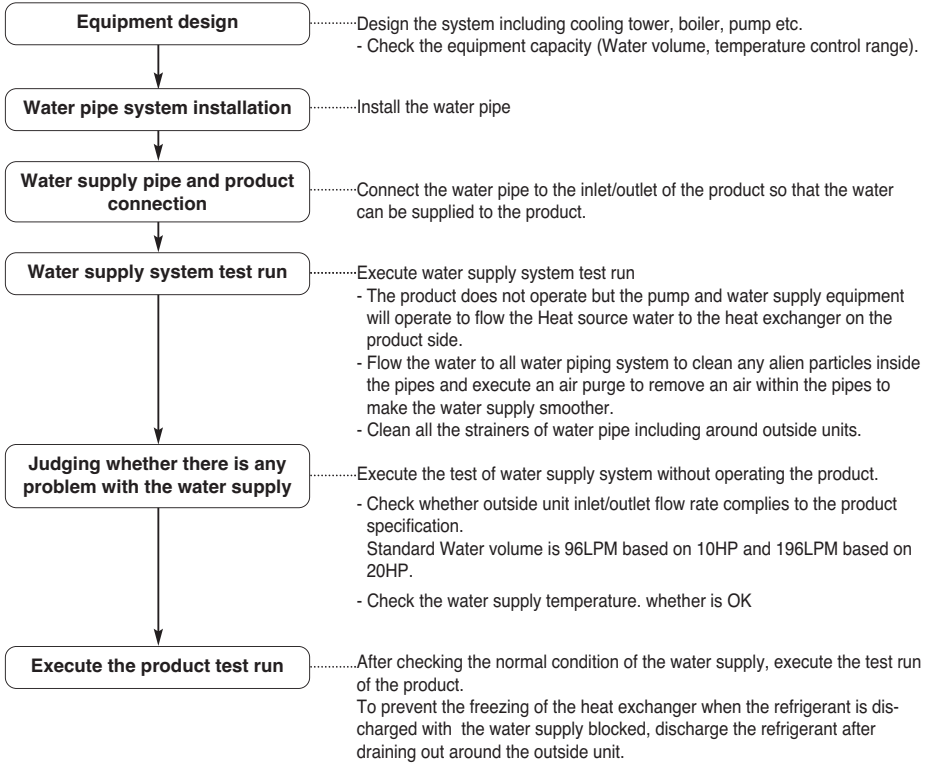 Equipment design
Design the system including cooling tower, boiler, pump etc.
- Check the equipment capacity (Water volume, temperature control range).
Water pipe system installation
Install the water pipe
Water supply pipe and product
connection
Connect the water pipe to the inlet/outlet of the product so that the water
can be supplied to the product.
Water supply system test run
Execute water supply system test run
- The product does not operate but the pump and water supply equipment
will operate to flow the Heat source water to the heat exchanger on the
product side.
- Flow the water to all water piping system to clean any alien particles inside
the pipes and execute an air purge to remove an air within the pipes to
make the water supply smoother.
- Clean all the strainers of water pipe including around outside units.
Judging whether there is any
problem with the water supply
Execute the test of water supply system without operating the product.
- Check whether outside unit inlet/outlet flow rate complies to the product
specification.
Standard Water volume is 96LPM based on 10HP and 196LPM based on
20HP.
- Check the water supply temperature. whether is OK
Execute the product test run
After checking the normal condition of the water supply, execute the test run
of the product.
To prevent the freezing of the heat exchanger when the refrigerant is dis-
charged with the water supply blocked, discharge the refrigerant after
draining out around the outside unit.